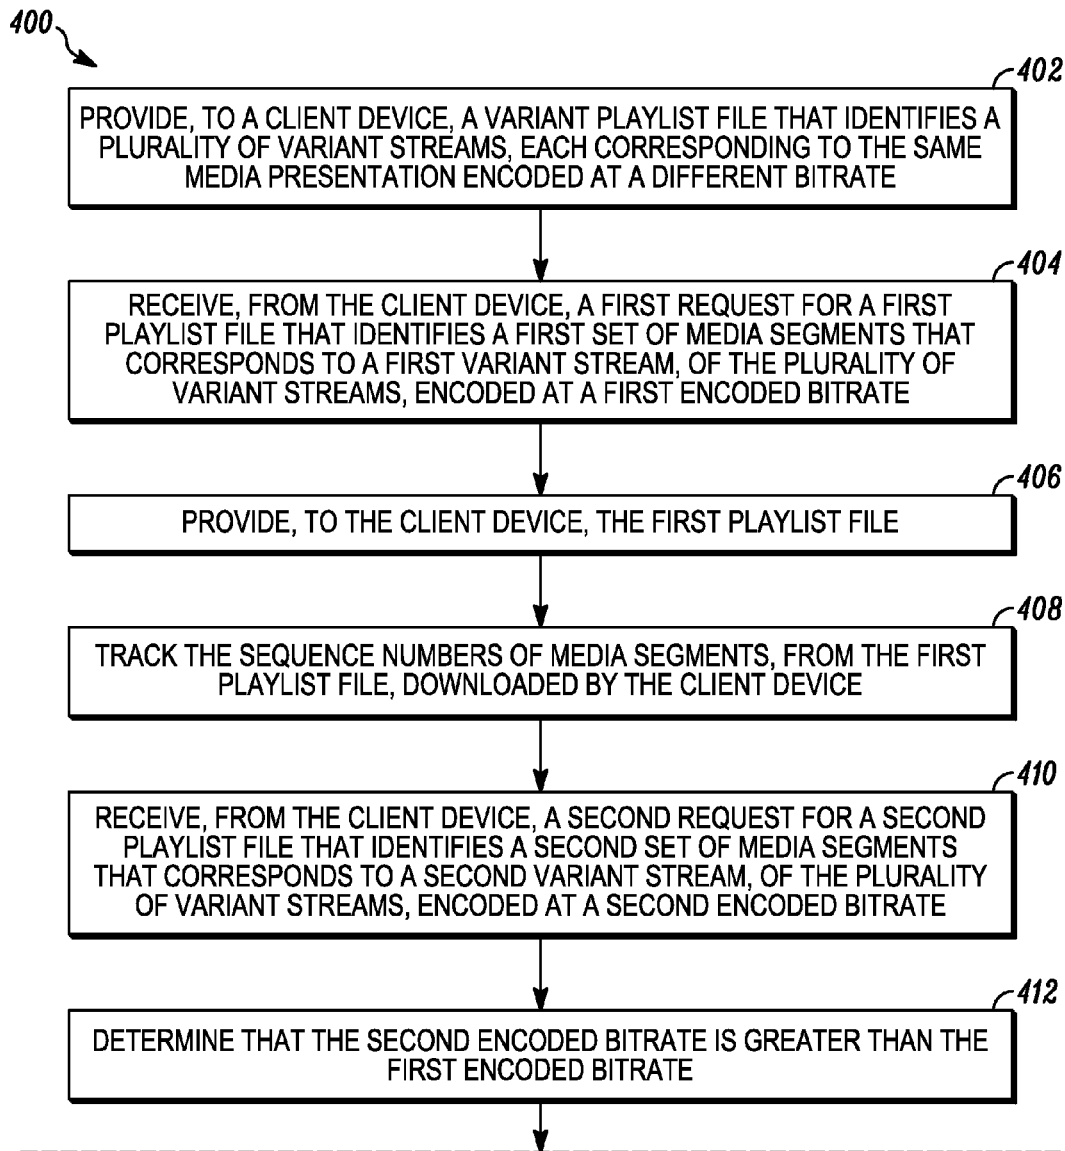 400
402
PROVIDE, TO A CLIENT DEVICE, A VARIANT PLAYLIST FILE THAT IDENTIFIES A
PLURALITY OF VARIANT STREAMS, EACH CORRESPONDING TO THE SAME
MEDIA PRESENTATION ENCODED AT A DIFFERENT BITRATE
404
RECEIVE, FROM THE CLIENT DEVICE, A FIRST REQUEST FOR A FIRST
PLAYLIST FILE THAT IDENTIFIES A FIRST SET OF MEDIA SEGMENTS THAT
CORRESPONDS TO A FIRST VARIANT STREAM, OF THE PLURALITY OF
VARIANT STREAMS, ENCODED AT A FIRST ENCODED BITRATE
406
PROVIDE, TO THE CLIENT DEVICE, THE FIRST PLAYLIST FILE
408
TRACK THE SEQUENCE NUMBERS OF MEDIA SEGMENTS, FROM THE FIRST
PLAYLIST FILE, DOWNLOADED BY THE CLIENT DEVICE
410
RECEIVE, FROM THE CLIENT DEVICE, A SECOND REQUEST FOR A SECOND
PLAYLIST FILE THAT IDENTIFIES A SECOND SET OF MEDIA SEGMENTS
THAT CORRESPONDS TO A SECOND VARIANT STREAM, OF THE PLURALITY
OF VARIANT STREAMS, ENCODED AT A SECOND ENCODED BITRATE
412
DETERMINE THAT THE SECOND ENCODED BITRATE IS GREATER THAN THE
FIRST ENCODED BITRATE